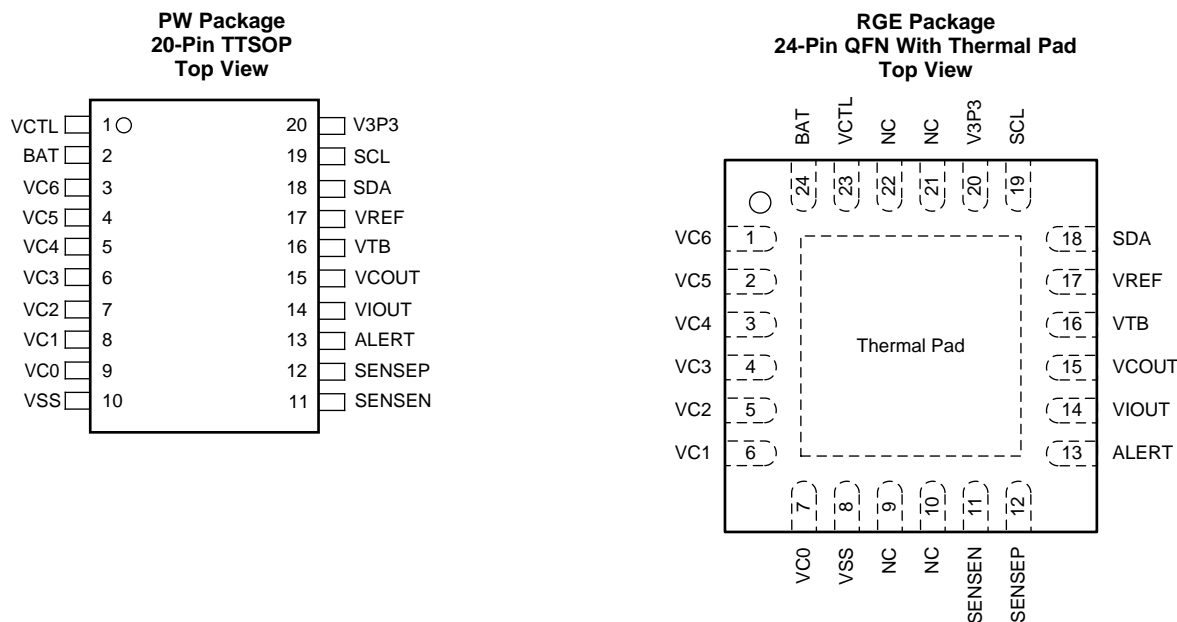 PW Package
20-Pin TTSOP
Top View
VCTL 1 20 V3P3
BAT 2 19 SCL
VC6 3 18 SDA
VC5 4 17 VREF
VC4 5 16 VTB
VC3 6 15 VCOUT
VC2 7 14 VIOUT
VC1 8 13 ALERT
VC0 9 12 SENSEP
VSS 10 11 SENSEN
RGE Package
24-Pin QFN With Thermal Pad
Top View
BAT VCTL NC NC V3P3 SCL
24 23 22 21 20 19
VC6 1 18 SDA
VC5 2 17 VREF
VC4 3 16 VTB
Thermal Pad
VC3 4 15 VCOUT
VC2 5 14 VIOUT
VC1 6 13 ALERT
7 8 9 10 11 12
VC0 VSS NC NC SENSEN SENSEP